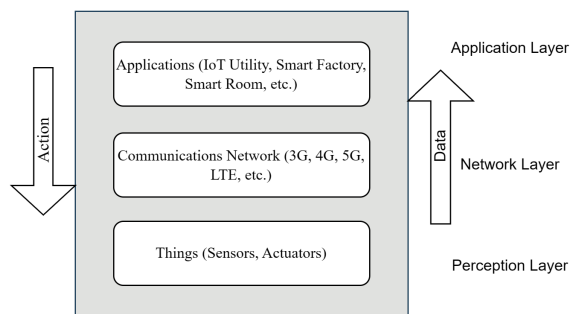 Applications (IoT Utility, Smart Factory,
Smart Room, etc.)
Application Layer
Action
Data
Communications Network (3G, 4G, 5G,
LTE, etc.)
Network Layer
Things (Sensors, Actuators)
Perception Layer